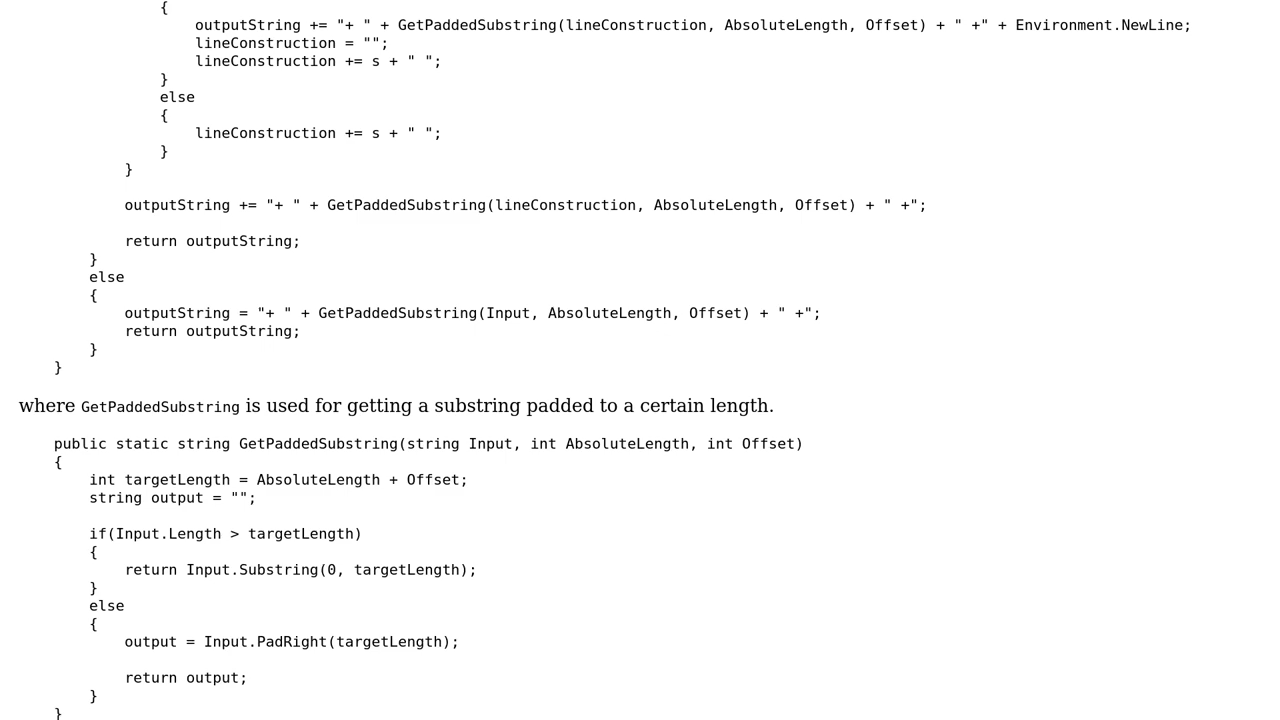 {
                    outputString += "+ " + GetPaddedSubstring(lineConstruction, AbsoluteLength, Offset) + " +" + Environment.NewLine;
                    lineConstruction = "";
                    lineConstruction += s + " ";
                }
                else
                {
                    lineConstruction += s + " ";
                }
            }

            outputString += "+ " + GetPaddedSubstring(lineConstruction, AbsoluteLength, Offset) + " +";

            return outputString;
        }
        else
        {
            outputString = "+ " + GetPaddedSubstring(Input, AbsoluteLength, Offset) + " +";
            return outputString;
        }
    }

where GetPaddedSubstring is used for getting a substring padded to a certain length.

    public static string GetPaddedSubstring(string Input, int AbsoluteLength, int Offset)
    {
        int targetLength = AbsoluteLength + Offset;
        string output = "";

        if(Input.Length > targetLength)
        {
            return Input.Substring(0, targetLength);
        }
        else
        {
            output = Input.PadRight(targetLength);

            return output;
        }
    }